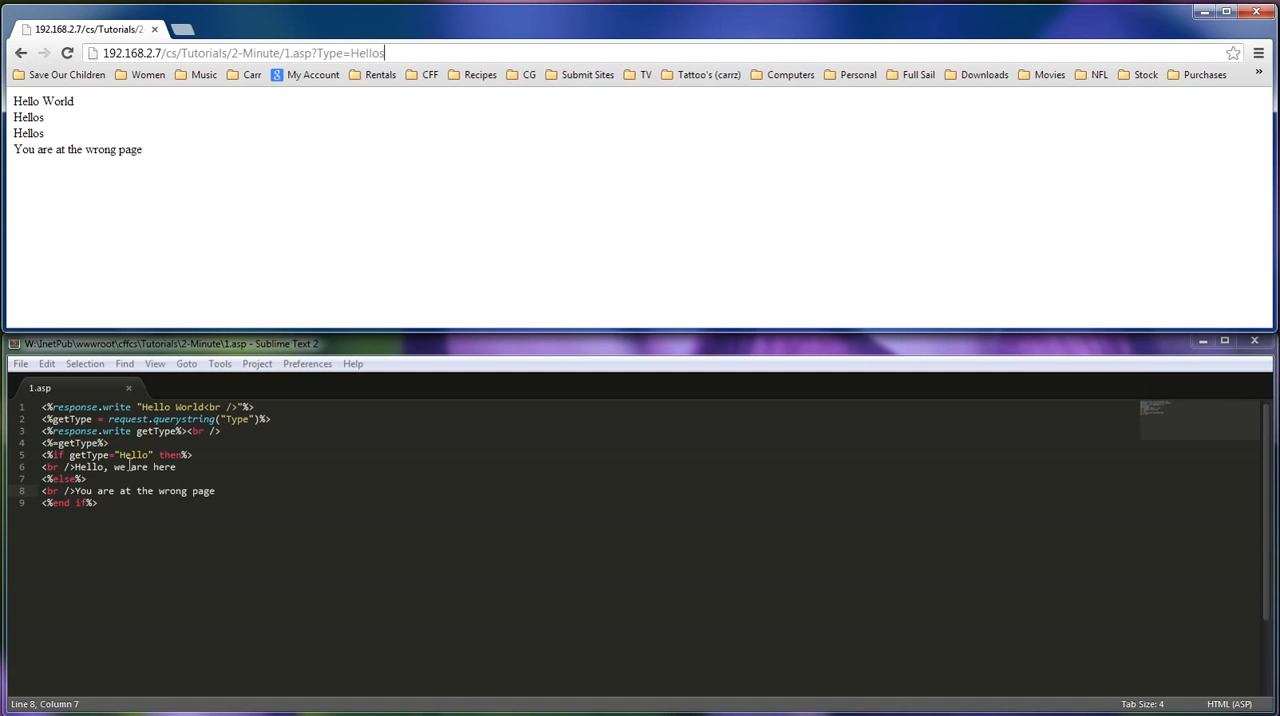 192.168.2.7/cs/Tutorials/2
192.168.2.7/cs/Tutorials/2-Minute/1.asp?Type=Hellos
Save Our Children Women Music Carr My Account Rentals CFF Recipes CG Submit Sites TV Tattoo's (carrz) Computers Personal Full Sail Downloads Movies NFL Stock Purchases »
Hello World
Hellos
Hellos
You are at the wrong page
W:\InetPub\wwwroot\cffcs\Tutorials\2-Minute\1.asp - Sublime Text 2
File Edit Selection Find View Goto Tools Project Preferences Help
1.asp
1 <%response.write "Hello World<br />"%>
2 <%getType = request.querystring("Type")%>
3 <%response.write getType%><br />
4 <%=getType%>
5 <%if getType="Hello" then%>
6 <br />Hello, we are here
7 <%else%>
8 <br />You are at the wrong page
9 <%end if%>
Line 8, Column 7 Tab Size: 4 HTML (ASP)